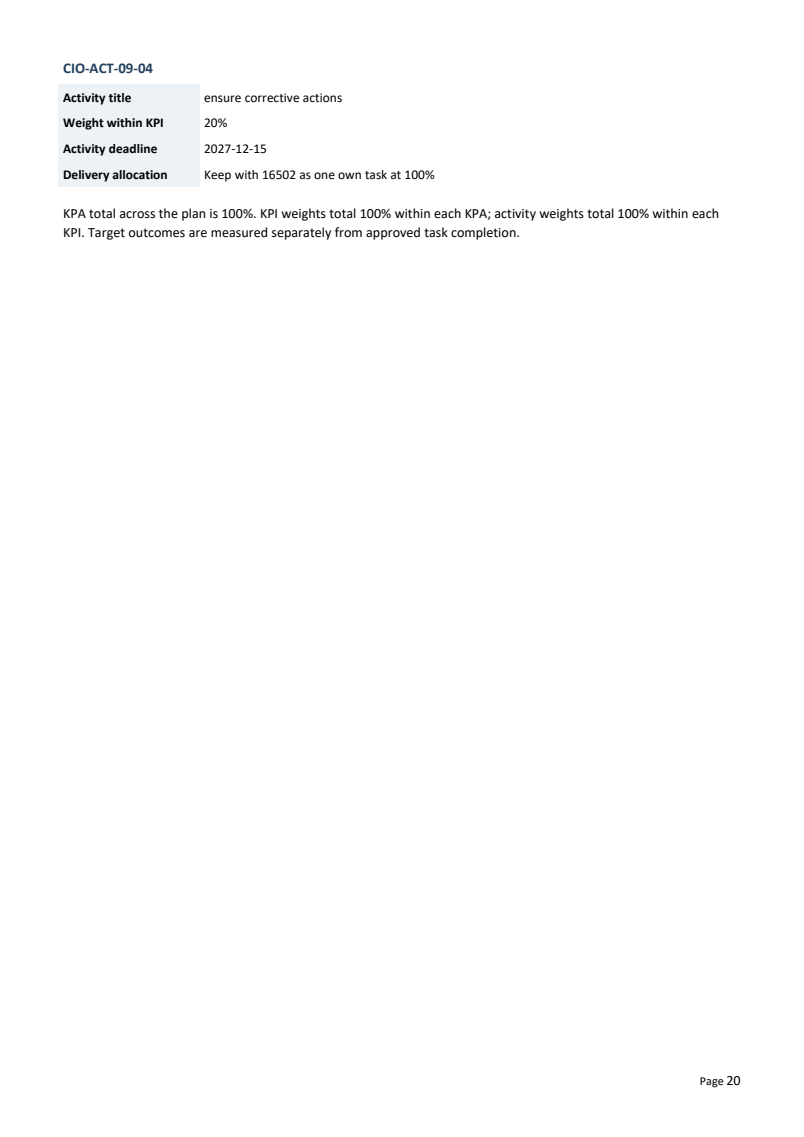 CIO-ACT-09-04
Activity title ensure corrective actions
Weight within KPI 20%
Activity deadline 2027-12-15
Delivery allocation Keep with 16502 as one own task at 100%
KPA total across the plan is 100%. KPI weights total 100% within each KPA; activity weights total 100% within each
KPI. Target outcomes are measured separately from approved task completion.
Page 20